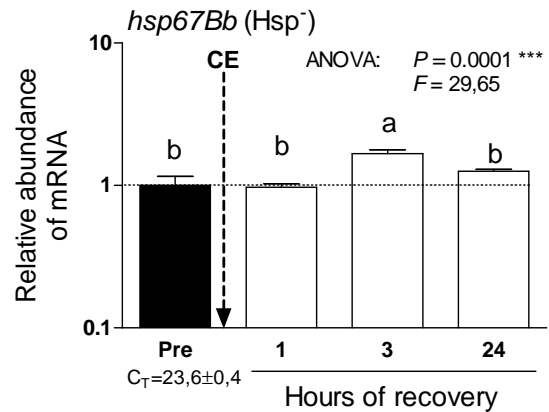 hsp67Bb (Hsp⁻)
10
CE
ANOVA: P = 0.0001 ***
F = 29,65
Relative abundance
of mRNA
b
b
a
b
1
0.1
Pre
1
3
24
C_T=23,6±0,4
Hours of recovery